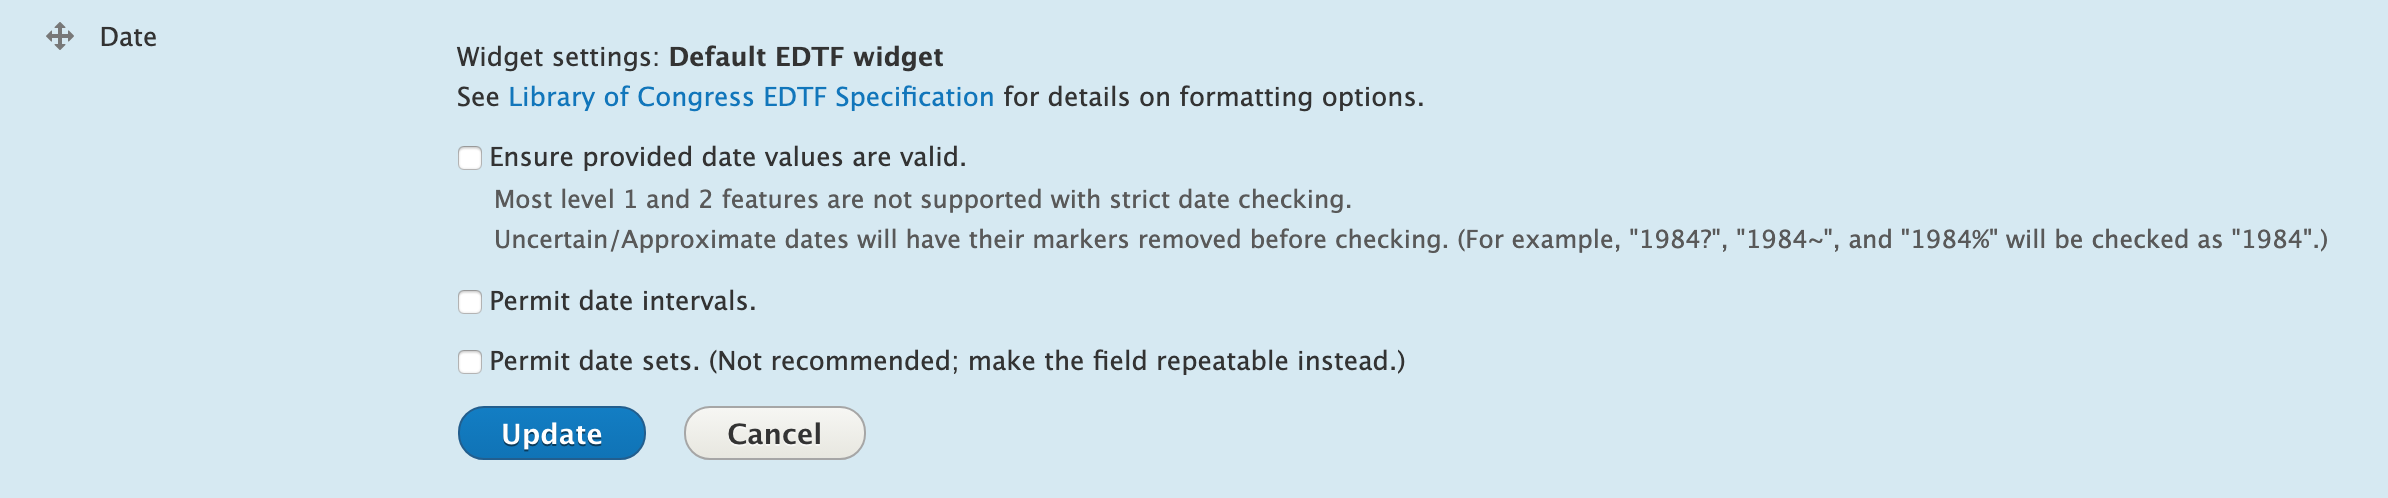 Date
Widget settings: Default EDTF widget
See Library of Congress EDTF Specification for details on formatting options.
Ensure provided date values are valid.
Most level 1 and 2 features are not supported with strict date checking.
Uncertain/Approximate dates will have their markers removed before checking. (For example, "1984?", "1984~", and "1984%" will be checked as "1984".)
Permit date intervals.
Permit date sets. (Not recommended; make the field repeatable instead.)
Update Cancel